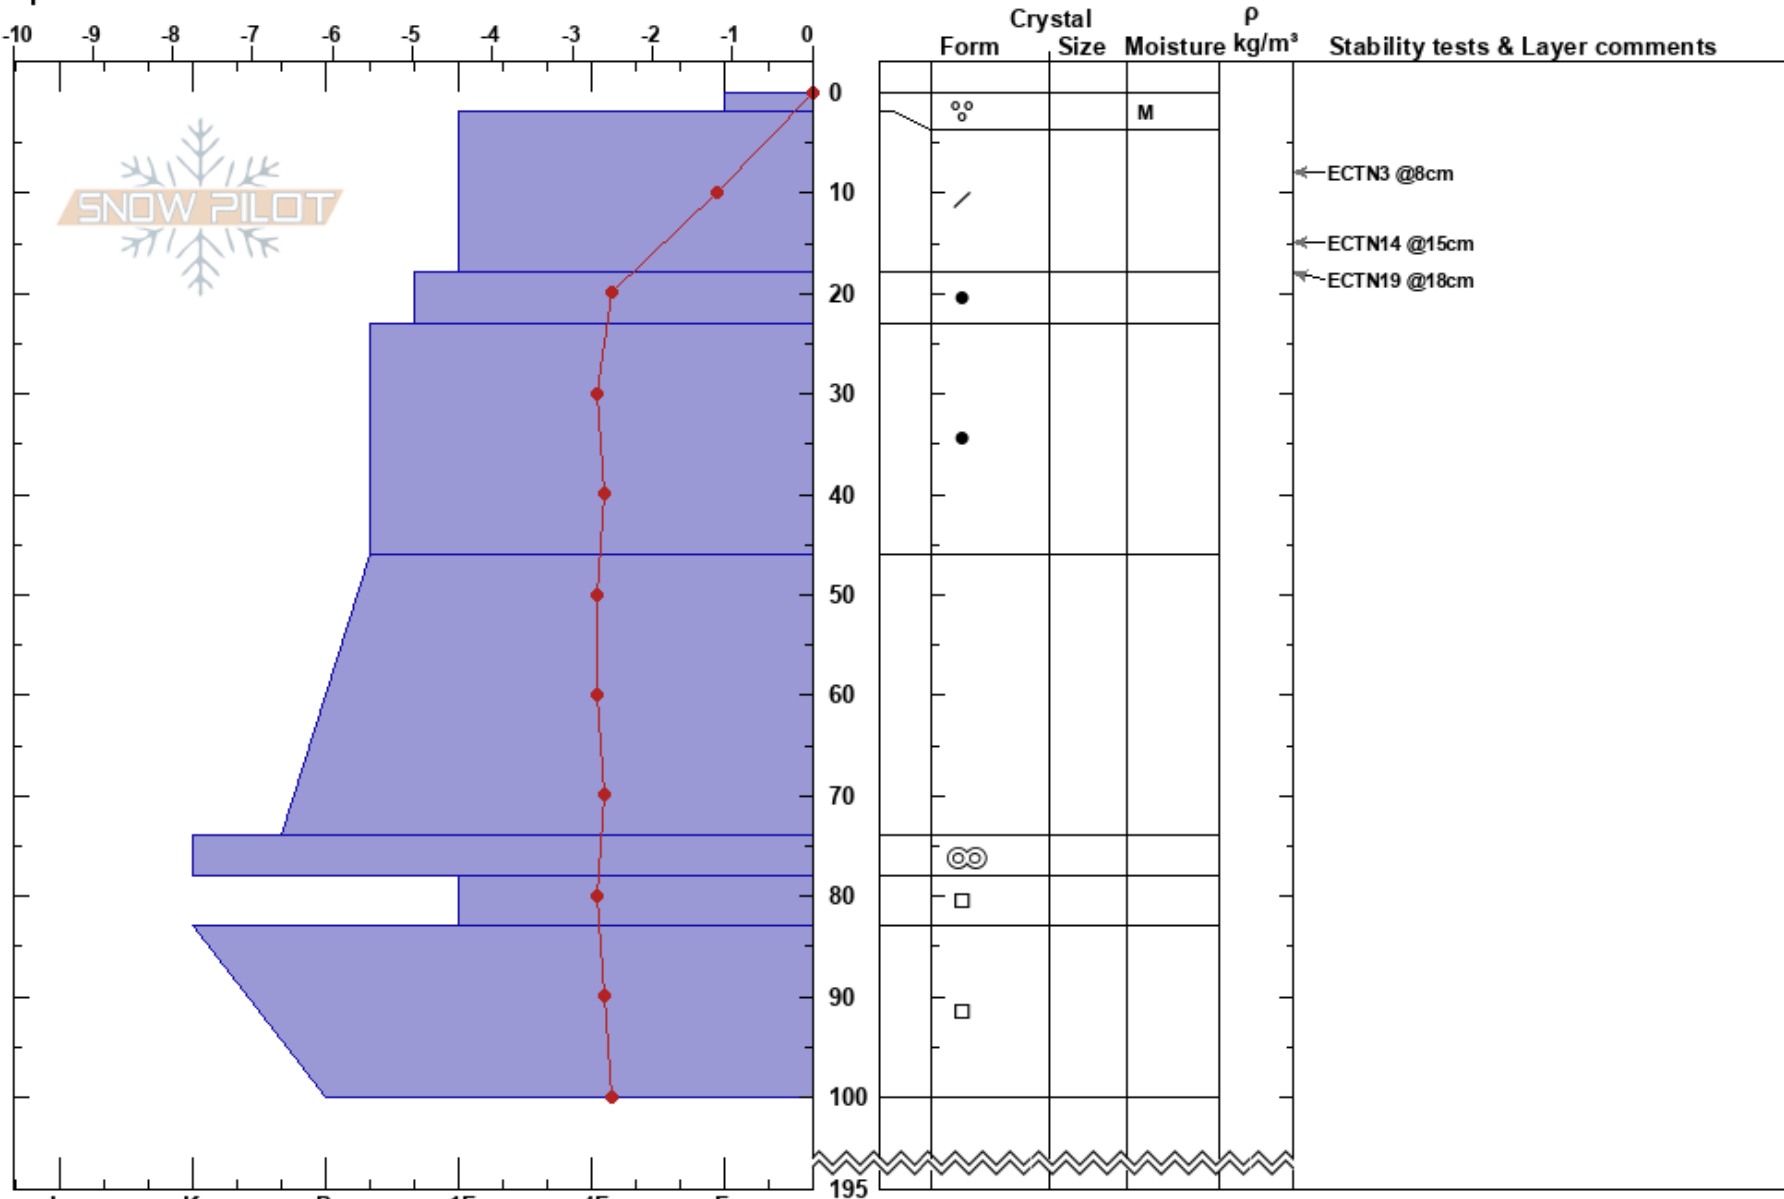 Crystal ρ
-10 -9 -8 -7 -6 -5 -4 -3 -2 -1 0
Form Size Moisture kg/m³ Stability tests & Layer comments
0
M
SNOW PILOT
ECTN3 @8cm
10
ECTN14 @15cm
ECTN19 @18cm
20
30
40
50
60
70
80
90
100
195